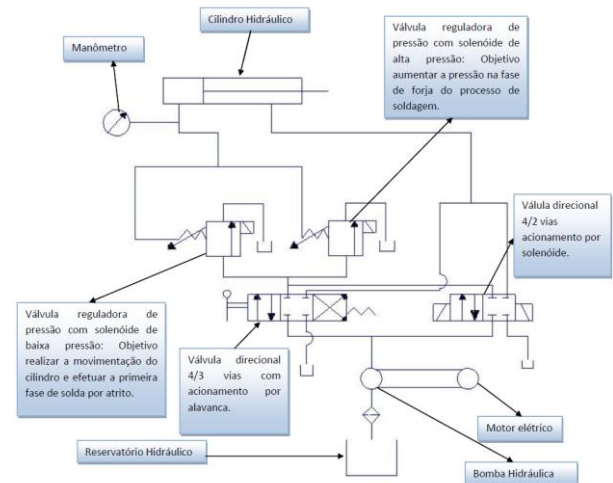 Cilindro Hidráulico
Manômetro
Válvula reguladora de
pressão com solenóide de
alta pressão: Objetivo
aumentar a pressão na fase
de forja do processo de
soldagem.
Válula direcional
4/2 vias
acionamento por
solenóide.
Válvula reguladora de
pressão com solenóide de
baixa pressão: Objetivo
realizar a movimentação do
cilindro e efetuar a primeira
fase de solda por atrito.
Válvula direcional
4/3 vias com
acionamento por
alavanca.
Motor elétrico
Reservatório Hidráulico
Bomba Hidráulica